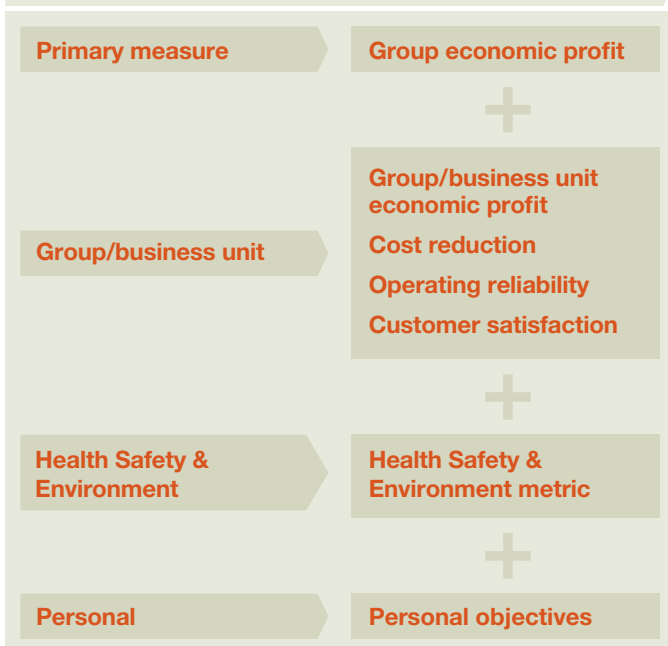 Primary measure
Group economic profit
+
Group/business unit
Group/business unit
economic profit
Cost reduction
Operating reliability
Customer satisfaction
+
Health Safety &
Environment
Health Safety &
Environment metric
+
Personal
Personal objectives